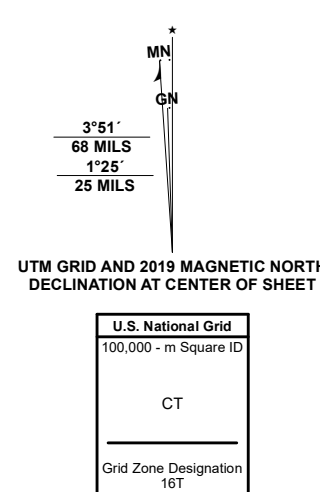 ★
MN
GN
3°51´
68 MILS
1°25´
25 MILS
UTM GRID AND 2019 MAGNETIC NORTH
DECLINATION AT CENTER OF SHEET
U.S. National Grid
100,000 - m Square ID
CT
Grid Zone Designation
16T